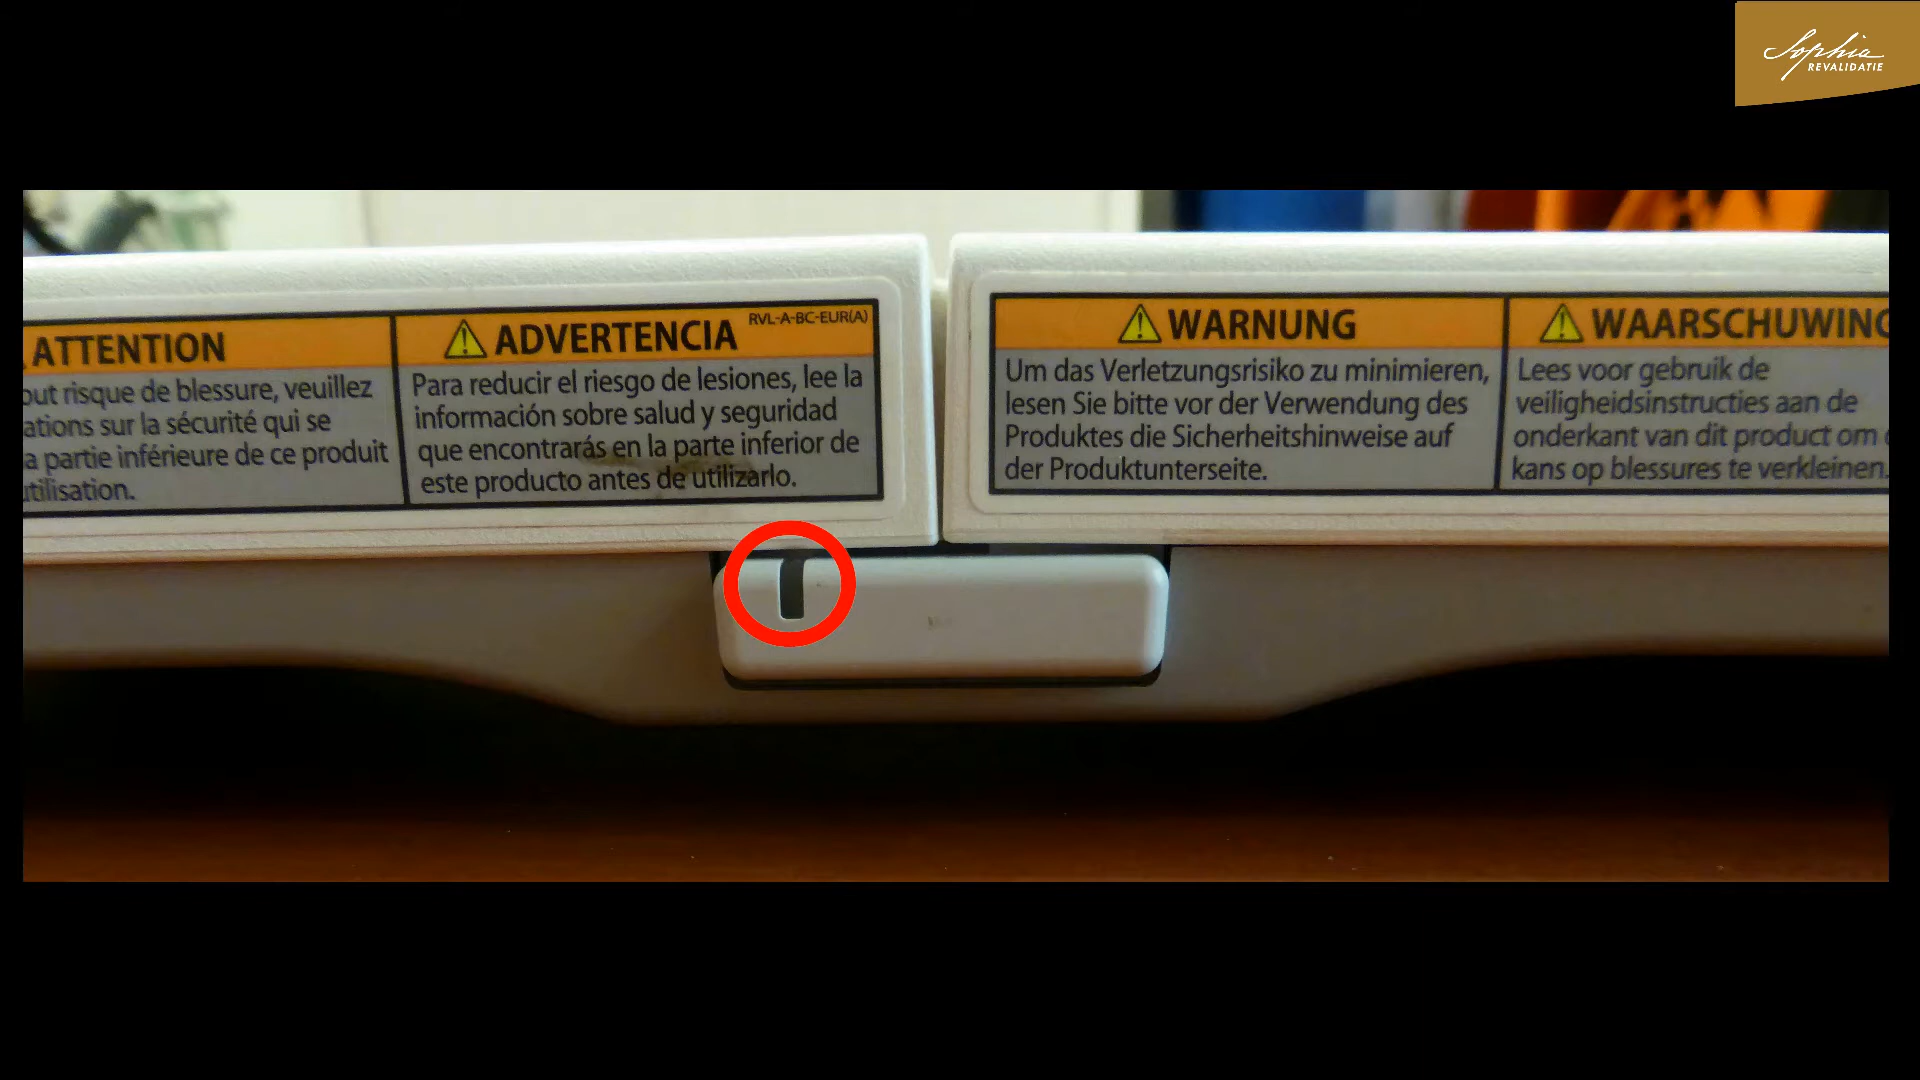 Sophia
REVALIDATIE
ATTENTION
out risque de blessure, veuillez
ations sur la sécurité qui se
a partie inférieure de ce produit
utilisation.
ADVERTENCIA
RVL-A-BC-EUR(A)
Para reducir el riesgo de lesiones, lee la
información sobre salud y seguridad
que encontrarás en la parte inferior de
este producto antes de utilizarlo.
WARNUNG
Um das Verletzungsrisiko zu minimieren,
lesen Sie bitte vor der Verwendung des
Produktes die Sicherheitshinweise auf
der Produktunterseite.
WAARSCHUWING
Lees voor gebruik de
veiligheidsinstructies aan de
onderkant van dit product om
kans op blessures te verkleinen.